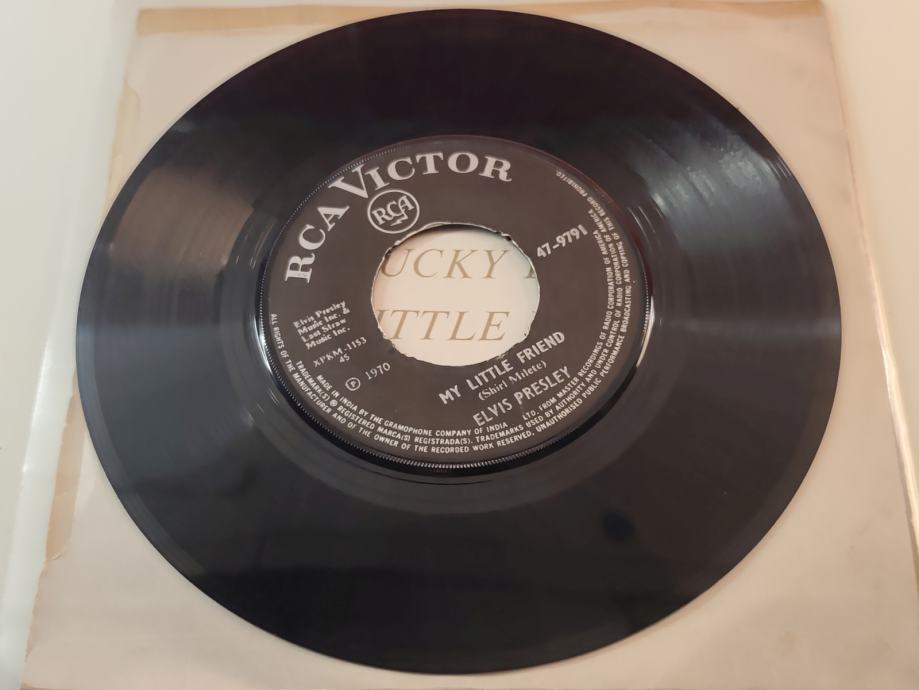 RCA VICTOR
RCA
47-9791
UCKY
ITTLE
Elvis Presley
Music Inc. &
Last Straw
Music Inc.
XPKM-1153
45
℗ 1970
MY LITTLE FRIEND
(Shirl Milete)
ELVIS PRESLEY
MADE IN INDIA BY THE GRAMOPHONE COMPANY OF INDIA LTD. FROM MASTER RECORDINGS OF RADIO CORPORATION OF AMERICA
TRADEMARK(S) ® REGISTERED MARCA(S) REGISTRADA(S). TRADEMARKS USED BY AUTHORITY AND UNDER CONTROL OF RADIO CORPORATION OF AMERICA
ALL RIGHTS OF THE MANUFACTURER AND OF THE OWNER OF THE RECORDED WORK RESERVED. UNAUTHORISED PUBLIC PERFORMANCE BROADCASTING AND COPYING OF THIS RECORD PROHIBITED.